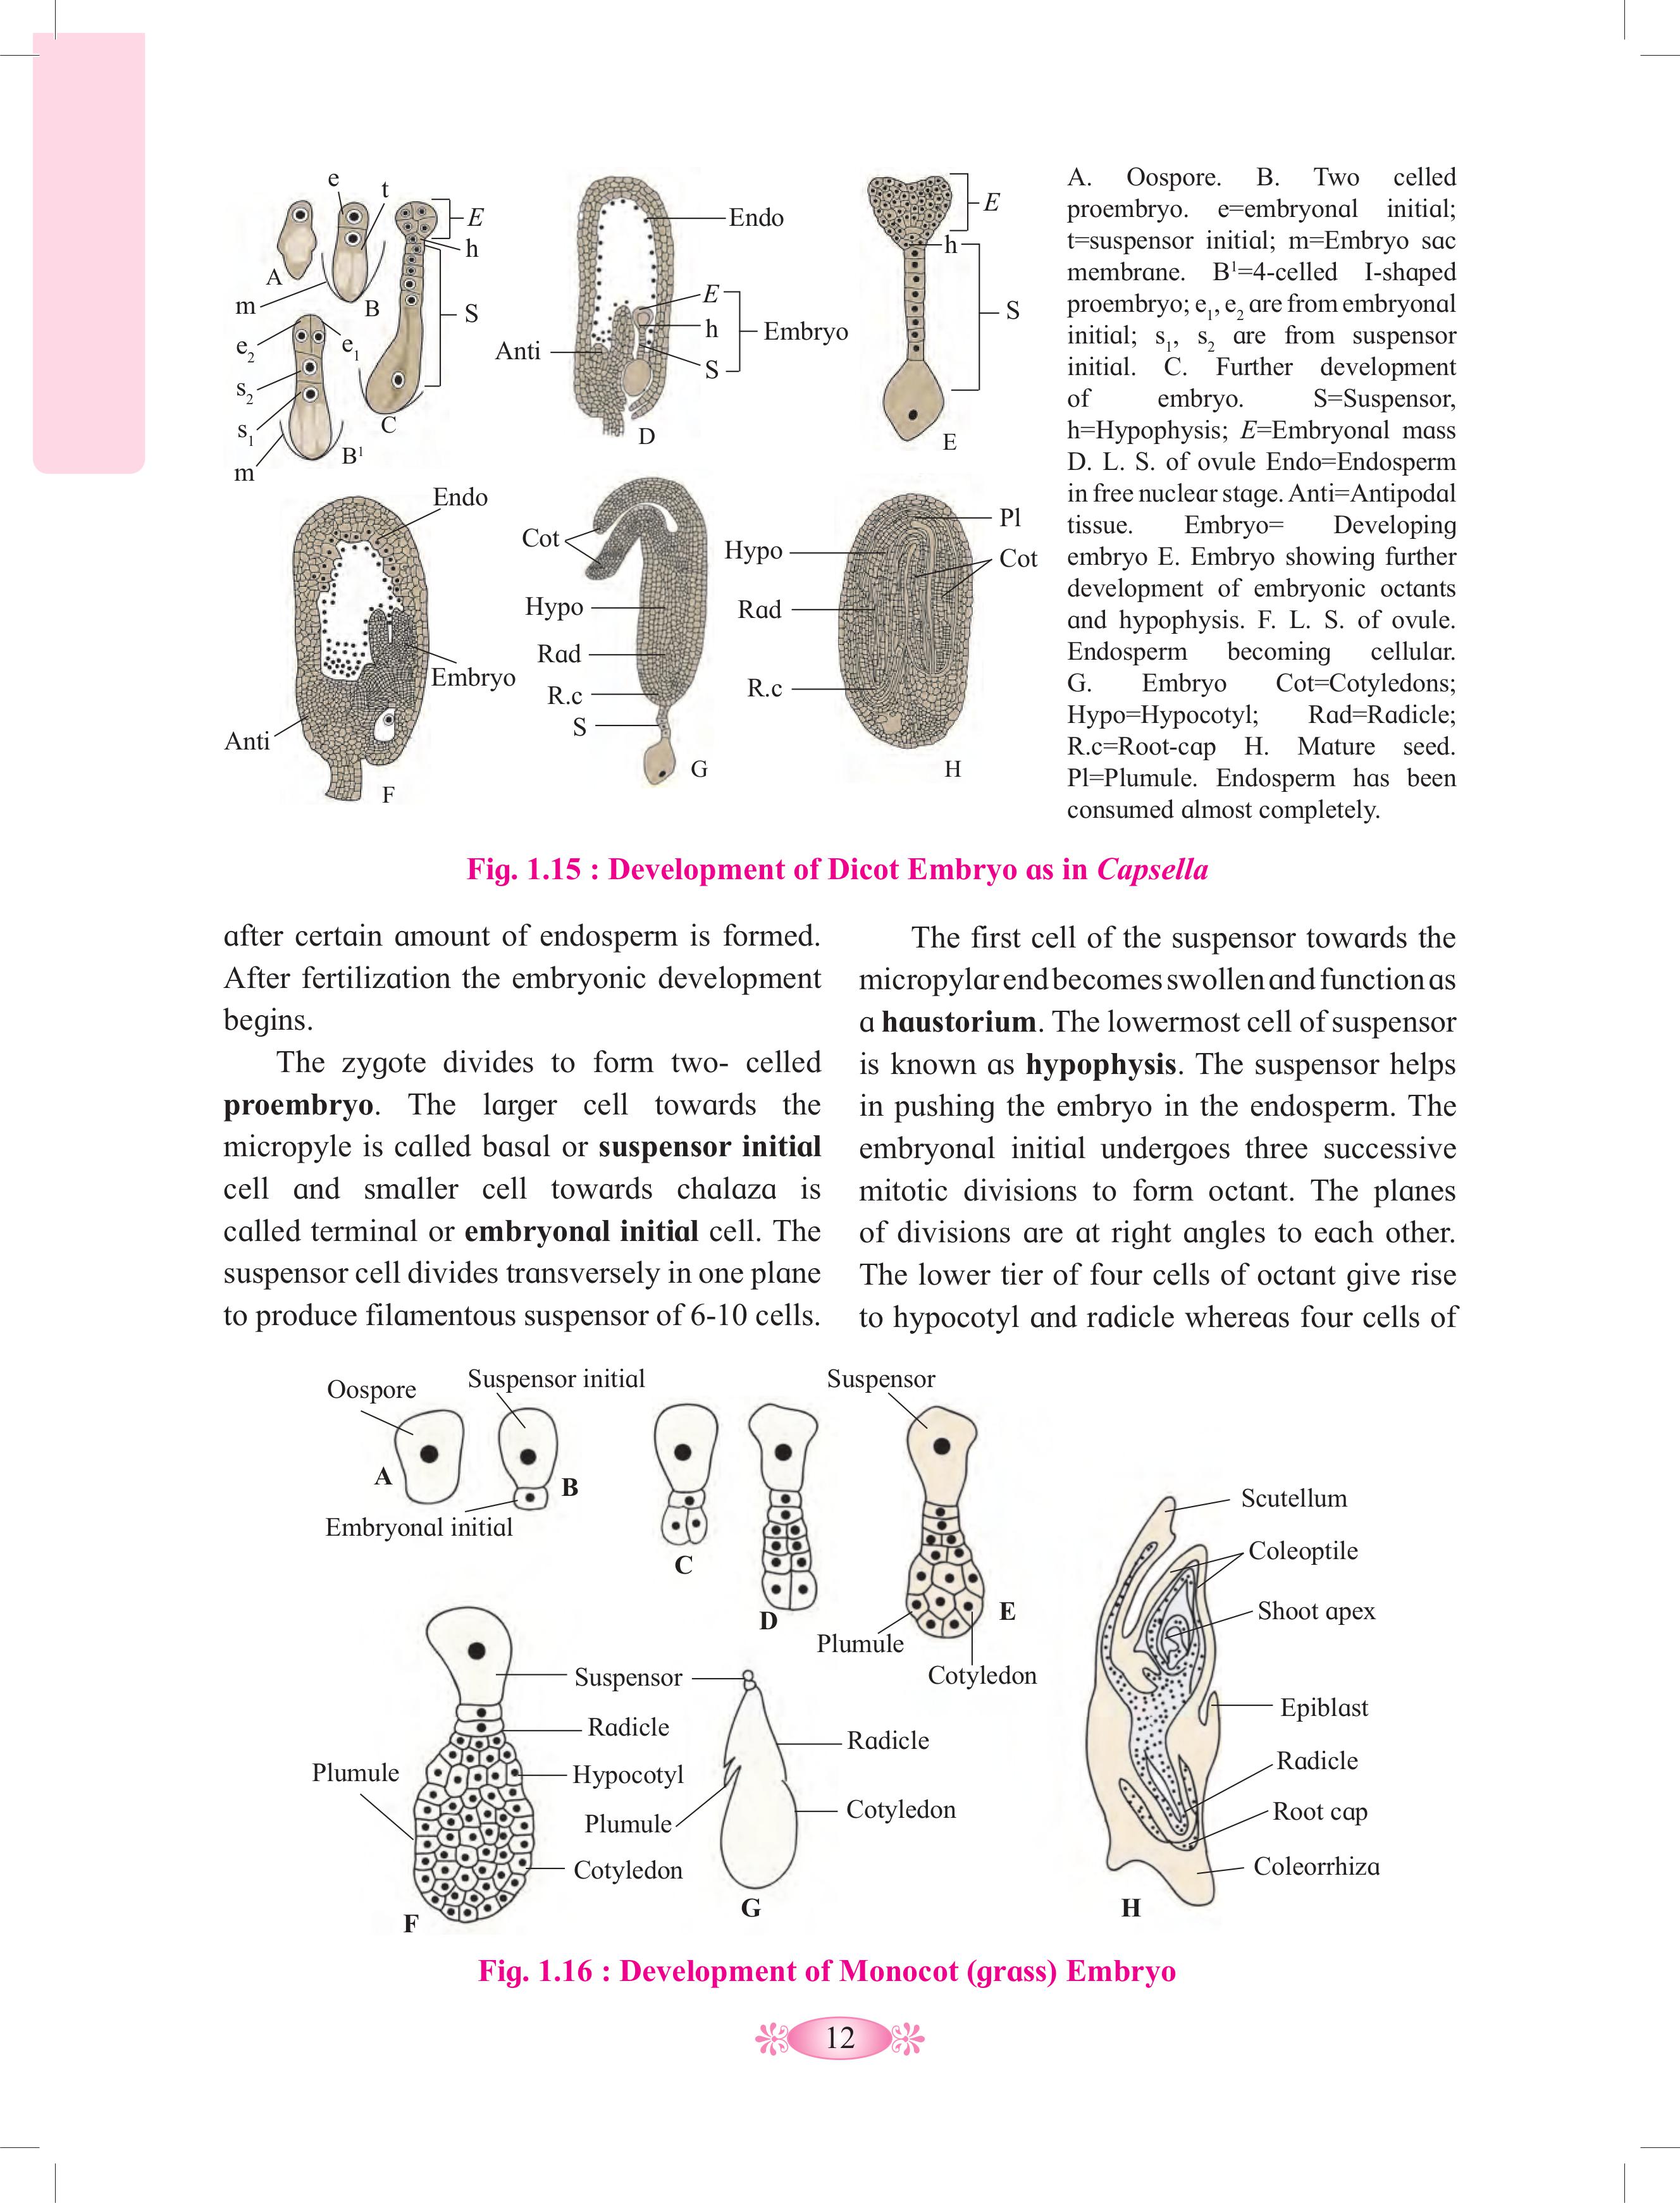 e
t
E
h
A
m
B
S
e2
e1
s2
s1
C
B1
m
Endo
E
h
Embryo
Anti
S
D
E
h
S
E
Endo
Embryo
Anti
F
Cot
Hypo
Rad
R.c
S
G
Pl
Hypo
Cot
Rad
R.c
H
A. Oospore. B. Two celled
proembryo. e=embryonal initial;
t=suspensor initial; m=Embryo sac
membrane. B1=4-celled I-shaped
proembryo; e1, e2 are from embryonal
initial; s1, s2 are from suspensor
initial. C. Further development
of embryo. S=Suspensor,
h=Hypophysis; E=Embryonal mass
D. L. S. of ovule Endo=Endosperm
in free nuclear stage. Anti=Antipodal
tissue. Embryo= Developing
embryo E. Embryo showing further
development of embryonic octants
and hypophysis. F. L. S. of ovule.
Endosperm becoming cellular.
G. Embryo Cot=Cotyledons;
Hypo=Hypocotyl; Rad=Radicle;
R.c=Root-cap H. Mature seed.
Pl=Plumule. Endosperm has been
consumed almost completely.
Fig. 1.15 : Development of Dicot Embryo as in Capsella
after certain amount of endosperm is formed.
After fertilization the embryonic development
begins.
The zygote divides to form two- celled
proembryo. The larger cell towards the
micropyle is called basal or suspensor initial
cell and smaller cell towards chalaza is
called terminal or embryonal initial cell. The
suspensor cell divides transversely in one plane
to produce filamentous suspensor of 6-10 cells.
The first cell of the suspensor towards the
micropylar end becomes swollen and function as
a haustorium. The lowermost cell of suspensor
is known as hypophysis. The suspensor helps
in pushing the embryo in the endosperm. The
embryonal initial undergoes three successive
mitotic divisions to form octant. The planes
of divisions are at right angles to each other.
The lower tier of four cells of octant give rise
to hypocotyl and radicle whereas four cells of
Oospore
Suspensor initial
A
B
Embryonal initial
C
D
Suspensor
E
Plumule
Cotyledon
Suspensor
Radicle
Plumule
Hypocotyl
Cotyledon
F
Radicle
Plumule
Cotyledon
G
Scutellum
Coleoptile
Shoot apex
Epiblast
Radicle
Root cap
Coleorrhiza
H
Fig. 1.16 : Development of Monocot (grass) Embryo
12